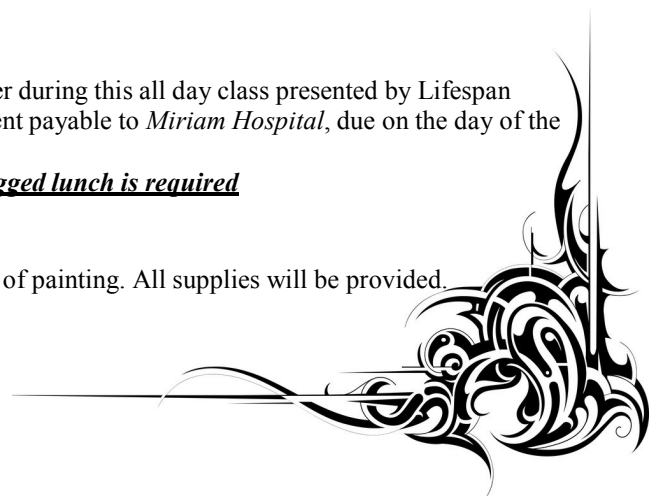 er during this all day class presented by Lifespan
ent payable to Miriam Hospital, due on the day of the
gged lunch is required
of painting. All supplies will be provided.